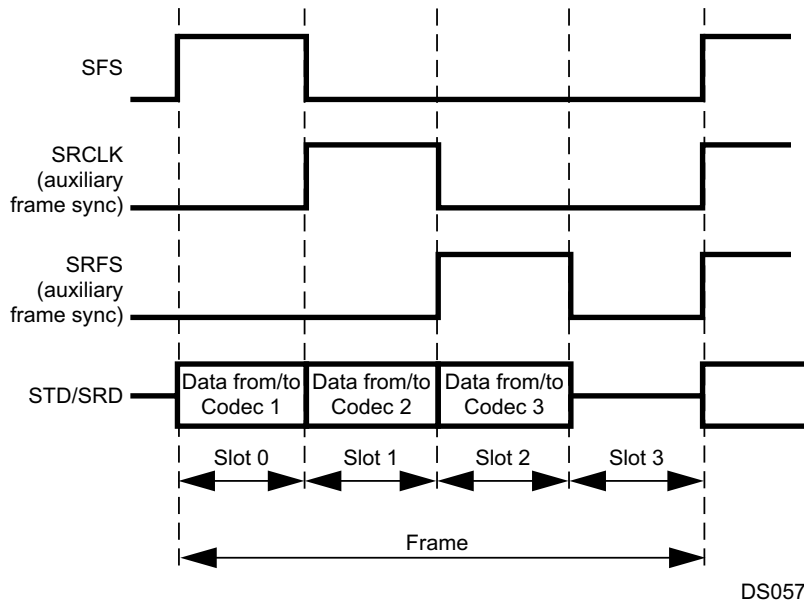 SFS
SRCLK
(auxiliary
frame sync)
SRFS
(auxiliary
frame sync)
STD/SRD
Data from/to
Codec 1
Data from/to
Codec 2
Data from/to
Codec 3
Slot 0
Slot 1
Slot 2
Slot 3
Frame
DS057